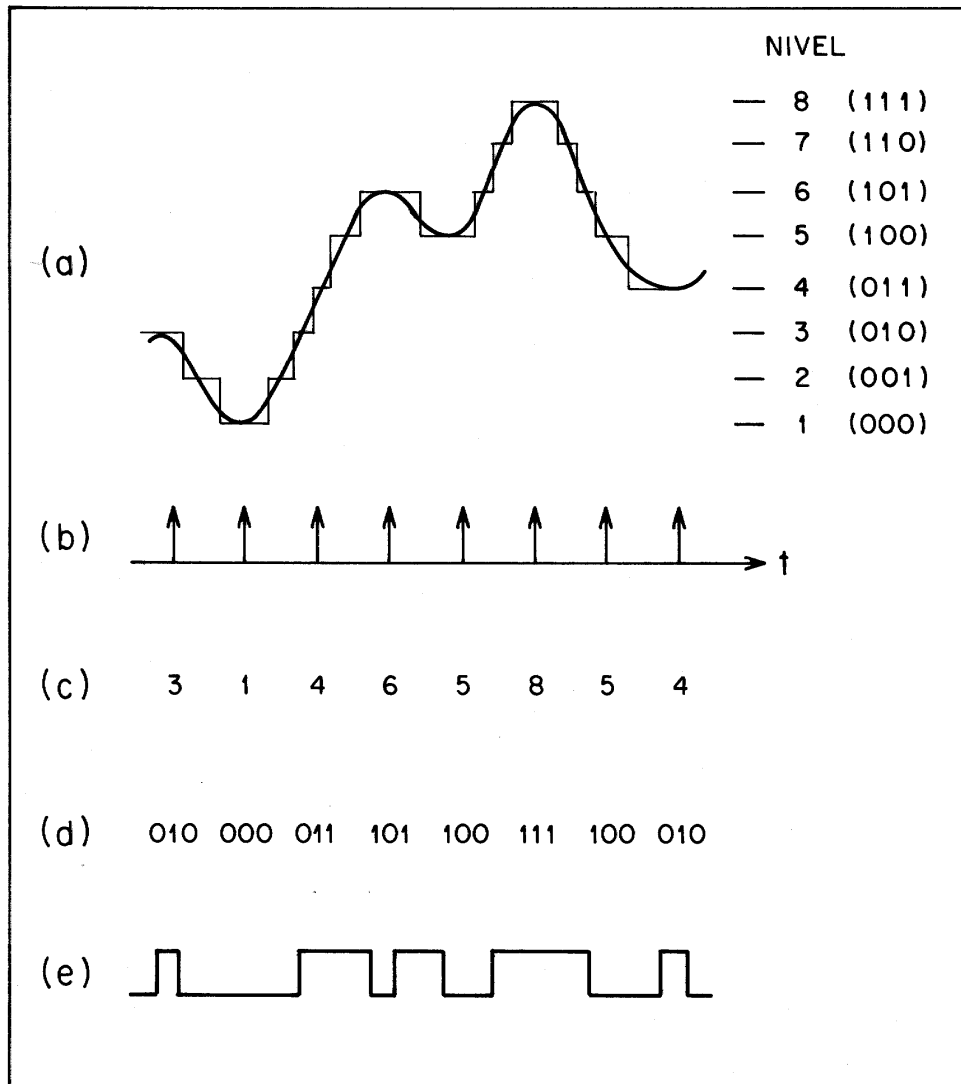 NIVEL
— 8 (111)
— 7 (110)
— 6 (101)
— 5 (100)
(a)
— 4 (011)
— 3 (010)
— 2 (001)
— 1 (000)
(b) t
(c) 3 1 4 6 5 8 5 4
(d) 010 000 011 101 100 111 100 010
(e)